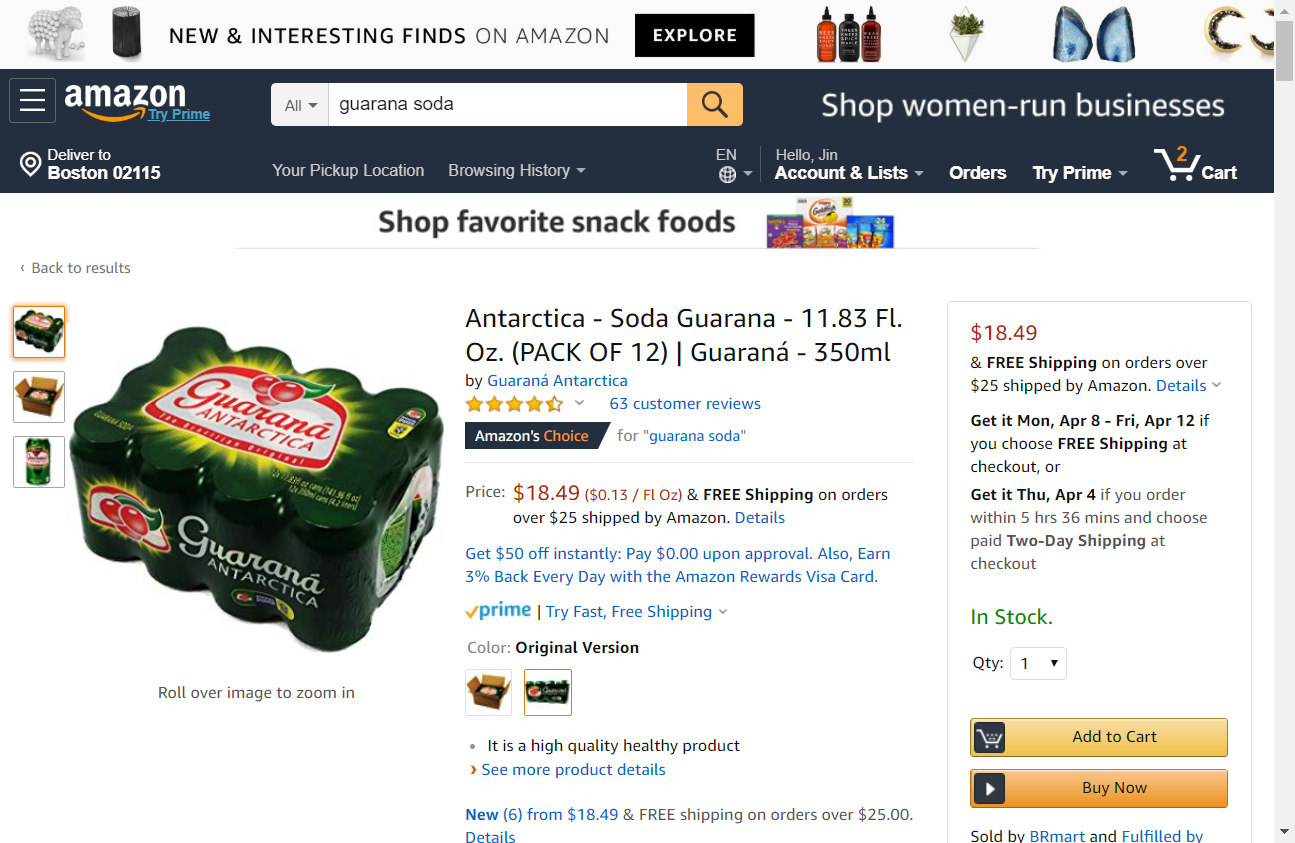 NEW & INTERESTING FINDS ON AMAZON
EXPLORE
amazon
Try Prime
All
guarana soda
Shop women-run businesses
Deliver to
Boston 02115
Your Pickup Location
Browsing History
EN
Hello, Jin
Account & Lists
Orders
Try Prime
2
Cart
Shop favorite snack foods
‹ Back to results
Guaraná
ANTARCTICA
The Brazilian Original
Guaraná
ANTARCTICA
Roll over image to zoom in
Antarctica - Soda Guarana - 11.83 Fl.
Oz. (PACK OF 12) | Guaraná - 350ml
by Guaraná Antarctica
63 customer reviews
Amazon's Choice for "guarana soda"
Price: $18.49 ($0.13 / Fl Oz) & FREE Shipping on orders
over $25 shipped by Amazon. Details
Get $50 off instantly: Pay $0.00 upon approval. Also, Earn
3% Back Every Day with the Amazon Rewards Visa Card.
prime | Try Fast, Free Shipping
Color: Original Version
• It is a high quality healthy product
› See more product details
New (6) from $18.49 & FREE shipping on orders over $25.00.
Details
$18.49
& FREE Shipping on orders over
$25 shipped by Amazon. Details
Get it Mon, Apr 8 - Fri, Apr 12 if
you choose FREE Shipping at
checkout, or
Get it Thu, Apr 4 if you order
within 5 hrs 36 mins and choose
paid Two-Day Shipping at
checkout
In Stock.
Qty: 1
Add to Cart
Buy Now
Sold by BRmart and Fulfilled by